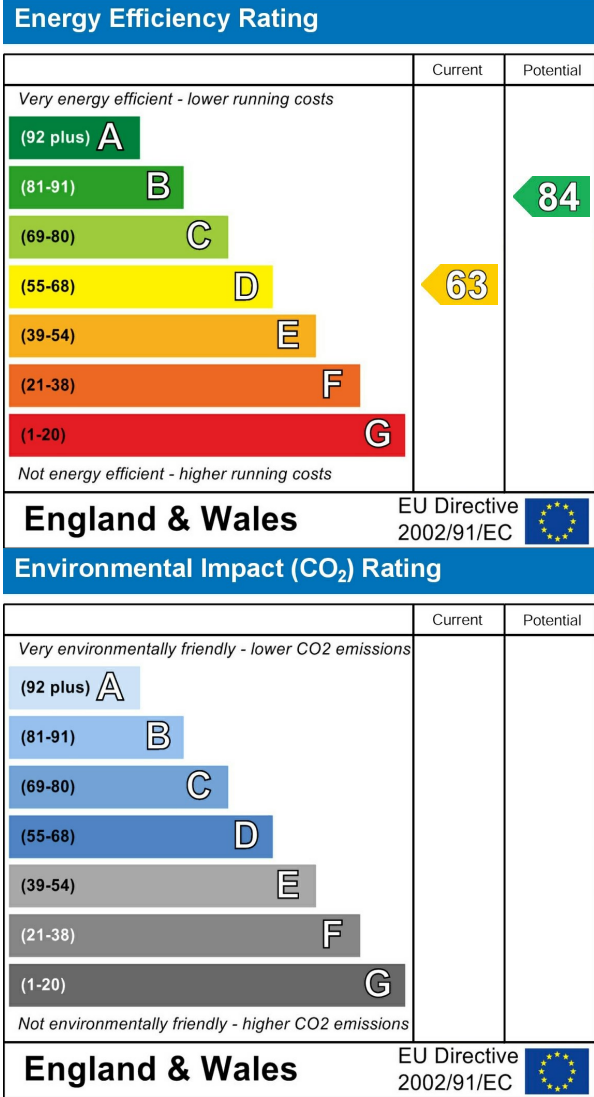 Energy Efficiency Rating
Current Potential
Very energy efficient - lower running costs
(92 plus) A
(81-91) B
84
(69-80) C
(55-68) D
63
(39-54) E
(21-38) F
(1-20) G
Not energy efficient - higher running costs
England & Wales
EU Directive
2002/91/EC
Environmental Impact (CO₂) Rating
Current Potential
Very environmentally friendly - lower CO2 emissions
(92 plus) A
(81-91) B
(69-80) C
(55-68) D
(39-54) E
(21-38) F
(1-20) G
Not environmentally friendly - higher CO2 emissions
England & Wales
EU Directive
2002/91/EC